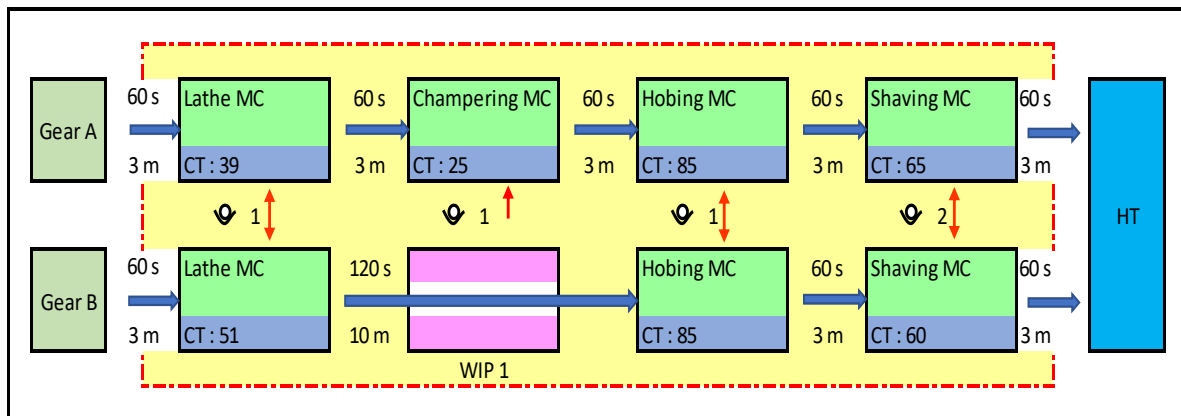 Gear A
60 s
3 m
Lathe MC
CT : 39
60 s
3 m
Champering MC
CT : 25
60 s
3 m
Hobing MC
CT : 85
60 s
3 m
Shaving MC
CT : 65
60 s
3 m
1
1
1
2
HT
Gear B
60 s
3 m
Lathe MC
CT : 51
120 s
10 m
WIP 1
Hobing MC
CT : 85
60 s
3 m
Shaving MC
CT : 60
60 s
3 m